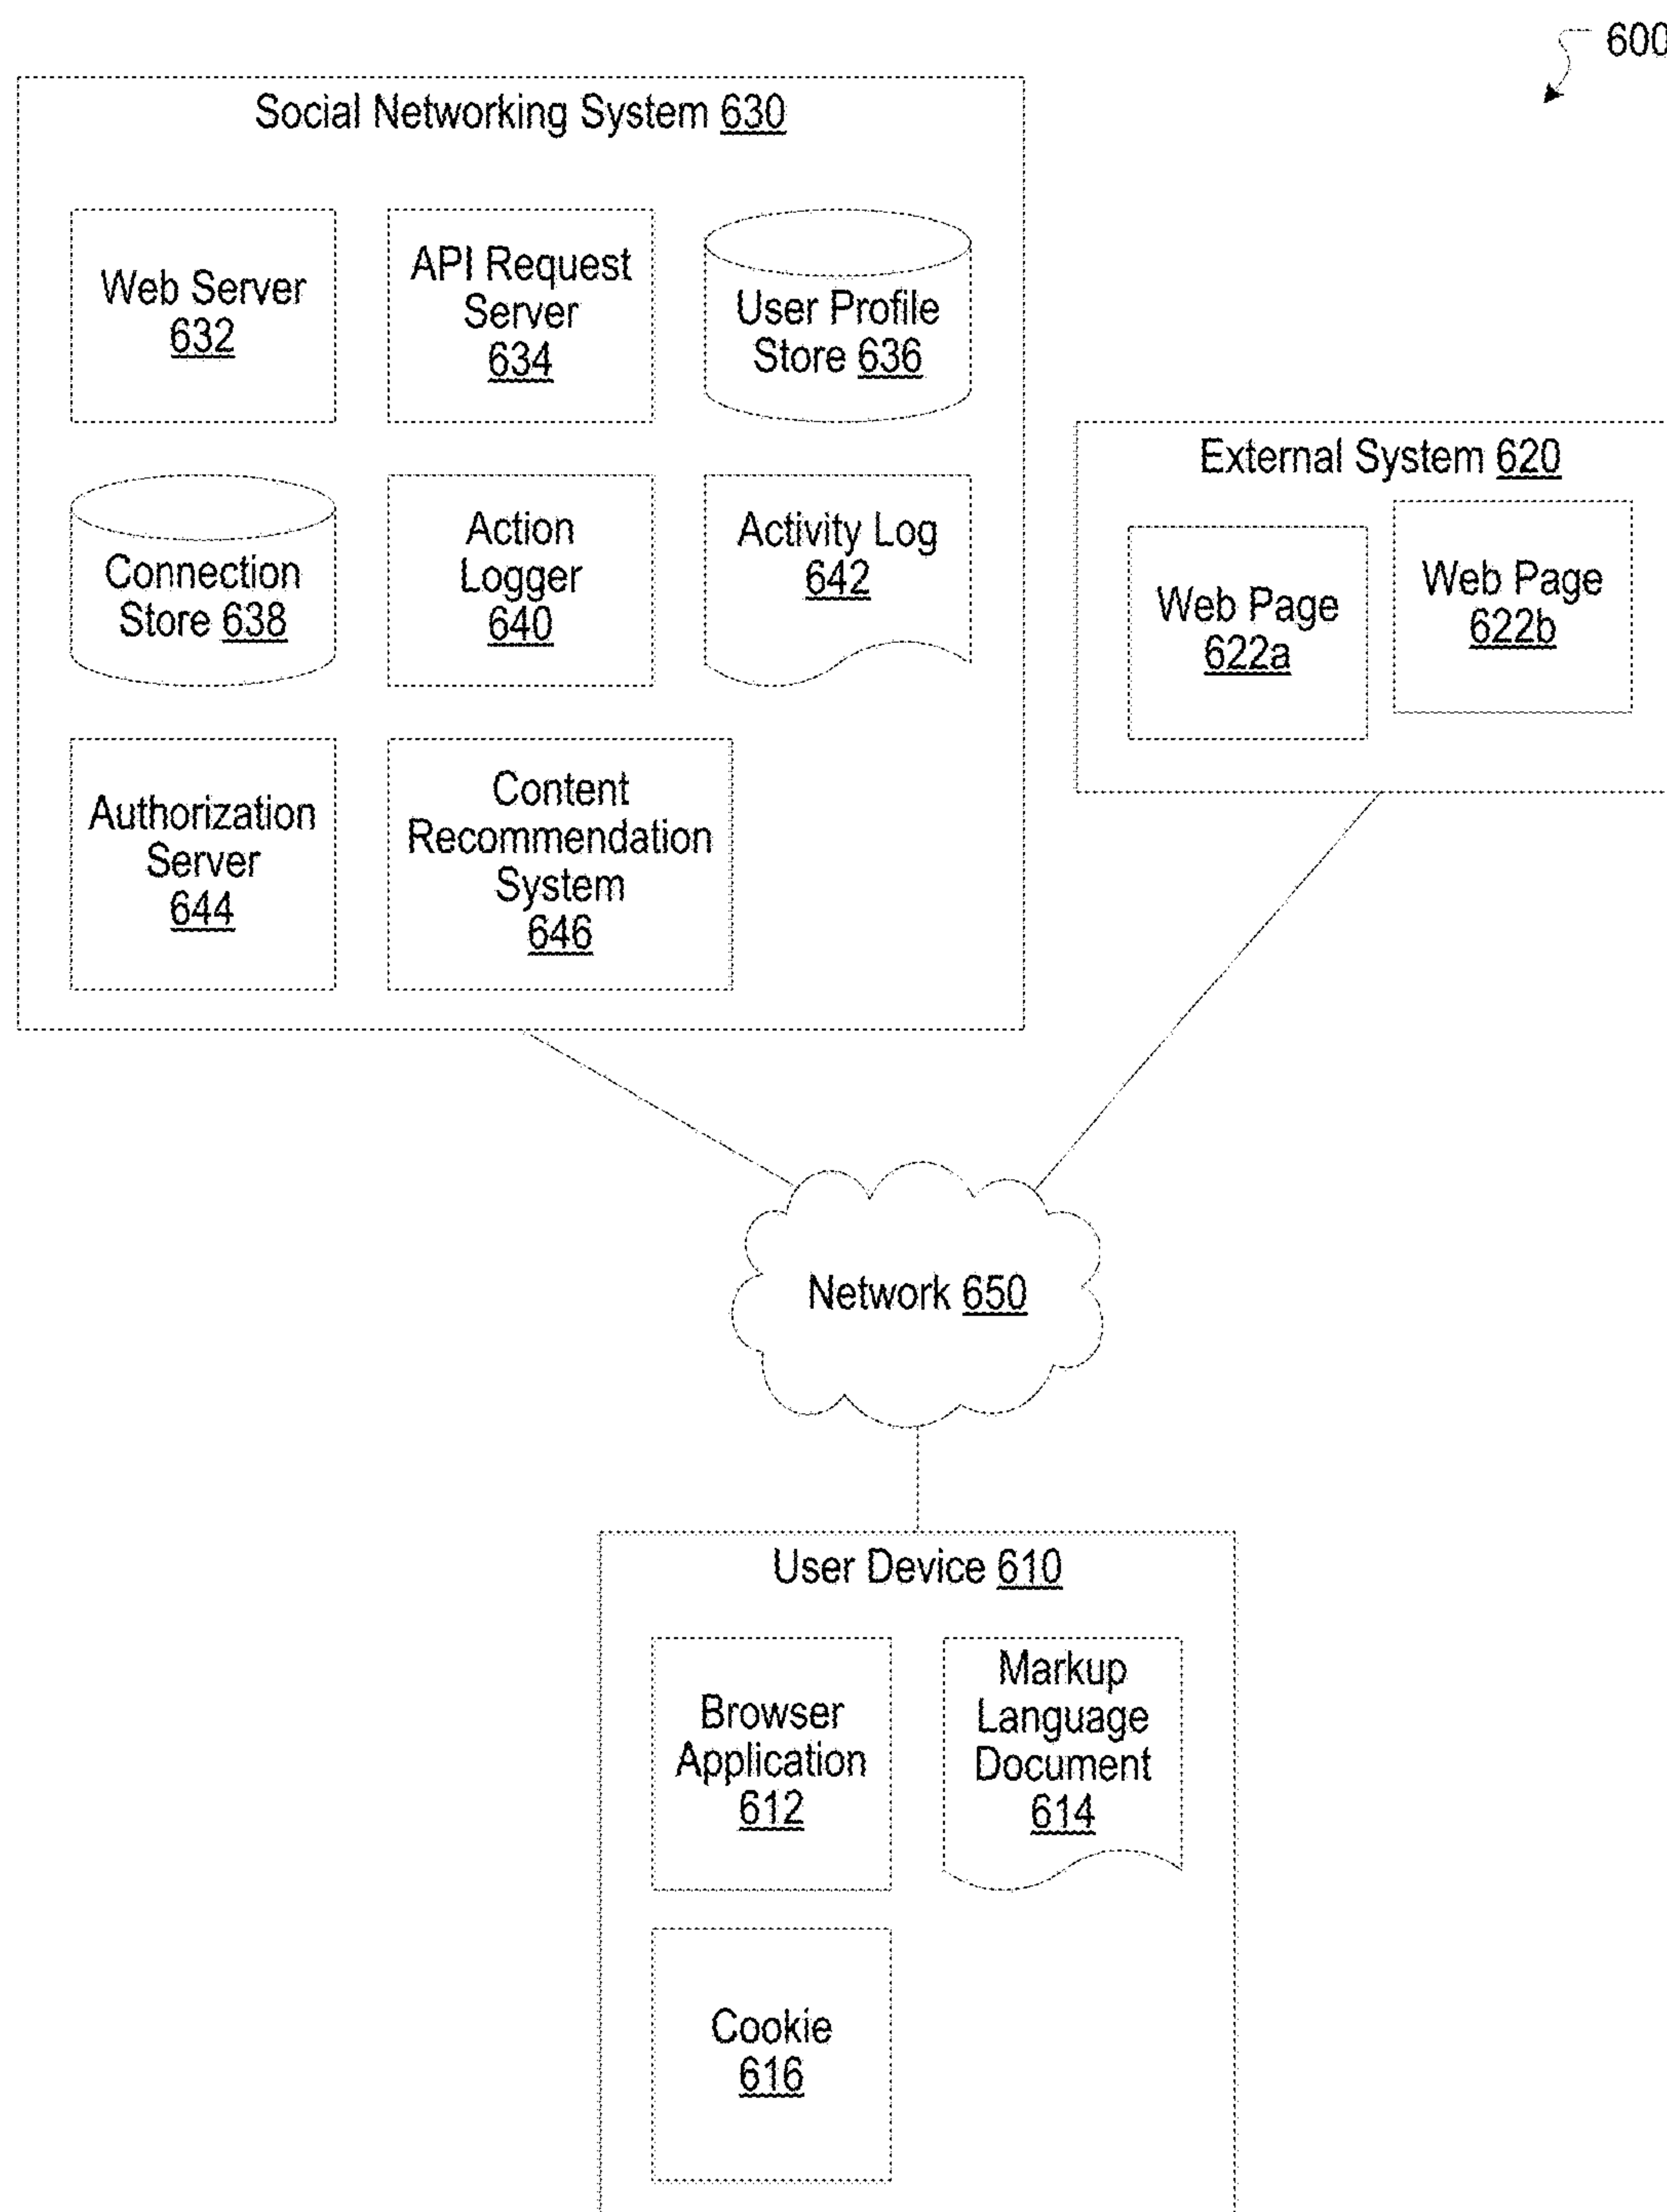 600
Social Networking System 630
Web Server
632
API Request
Server
634
User Profile
Store 636
Connection
Store 638
Action
Logger
640
Activity Log
642
Authorization
Server
644
Content
Recommendation
System
646
External System 620
Web Page
622a
Web Page
622b
Network 650
User Device 610
Browser
Application
612
Markup
Language
Document
614
Cookie
616